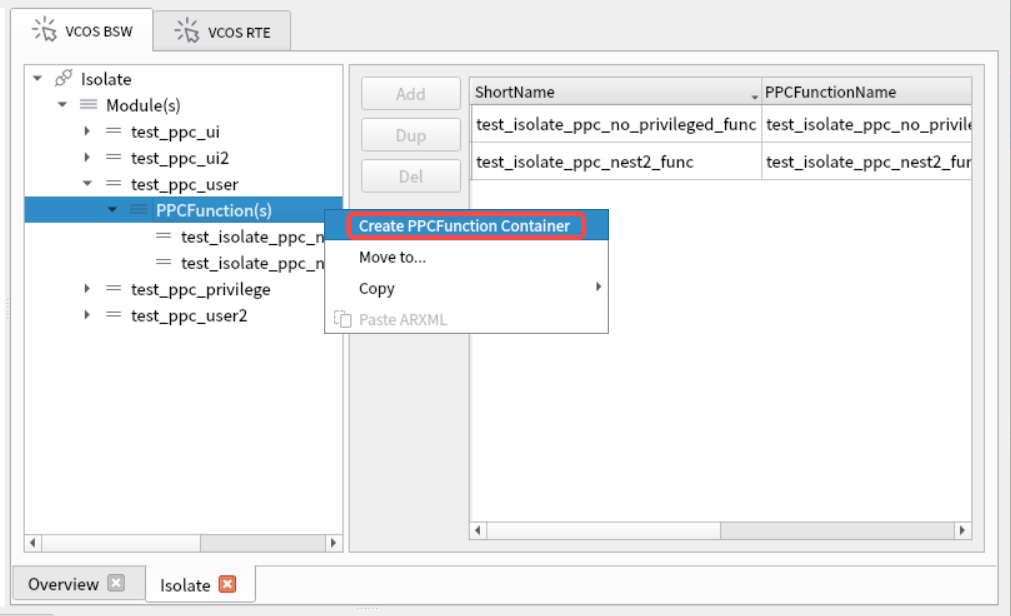 VCOS BSW
VCOS RTE
Isolate
Module(s)
test_ppc_ui
test_ppc_ui2
test_ppc_user
PPCFunction(s)
test_isolate_ppc_n
test_isolate_ppc_n
test_ppc_privilege
test_ppc_user2
Add
Dup
Del
ShortName PPCFunctionName
test_isolate_ppc_no_privileged_func test_isolate_ppc_no_privile
test_isolate_ppc_nest2_func test_isolate_ppc_nest2_fur
Create PPCFunction Container
Move to...
Copy
Paste ARXML
Overview
Isolate